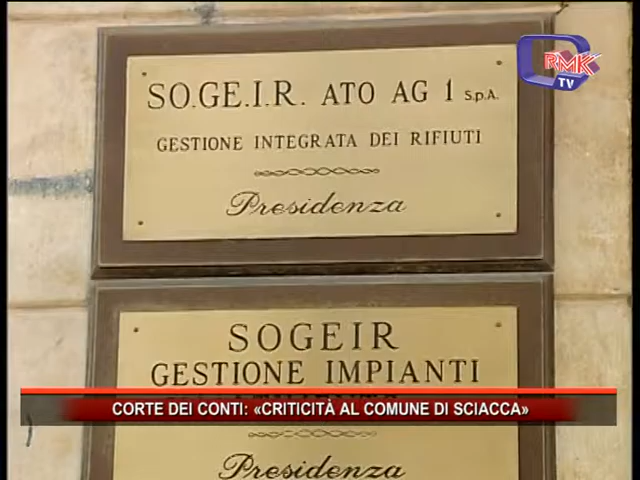 RMK
TV
SO.GE.I.R. ATO AG 1 S.p.A.
GESTIONE INTEGRATA DEI RIFIUTI
Presidenza
SOGEIR
GESTIONE IMPIANTI
CORTE DEI CONTI: «CRITICITÀ AL COMUNE DI SCIACCA»
Presidenza